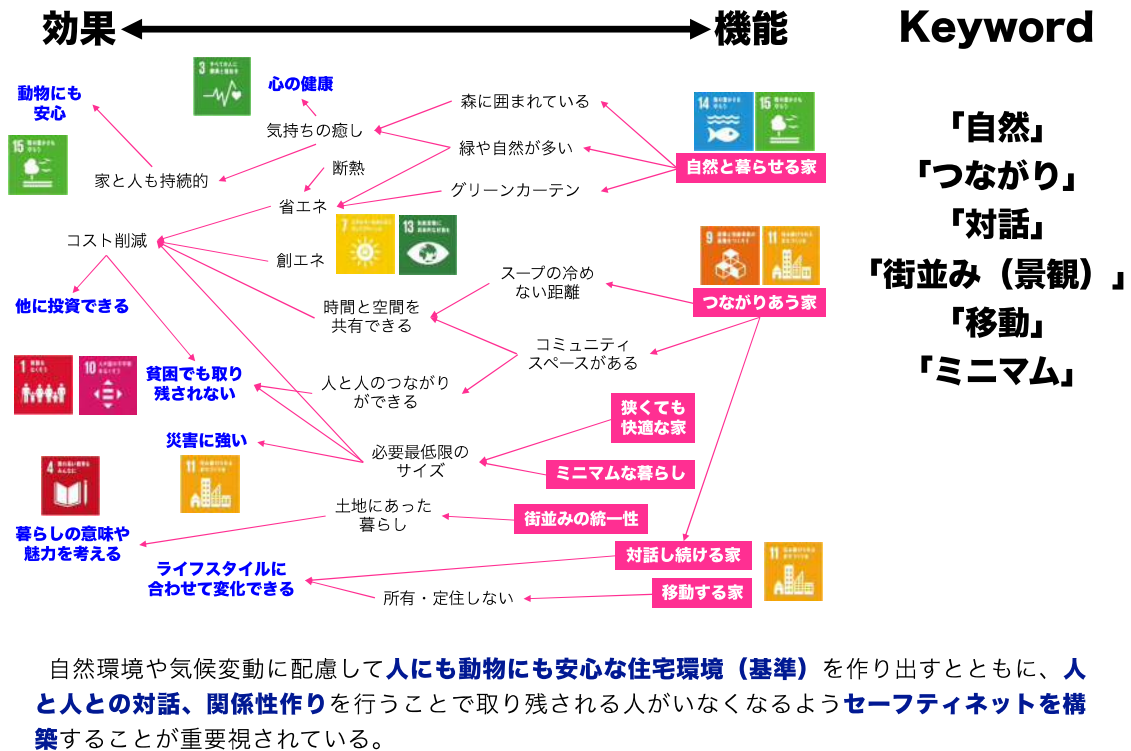 効果
機能
Keyword
3
心の健康
動物にも
安心
15
家と人も持続的
気持ちの癒し
断熱
省エネ
創エネ
コスト削減
他に投資できる
7
13
森に囲まれている
緑や自然が多い
グリーンカーテン
14
15
自然と暮らせる家
9
11
つながりあう家
スープの冷め
ない距離
時間と空間を
共有できる
コミュニティ
スペースがある
1
10
貧困でも取り
残されない
人と人のつながり
ができる
災害に強い
必要最低限の
サイズ
狭くても
快適な家
ミニマムな暮らし
4
11
暮らしの意味や
魅力を考える
土地にあった
暮らし
街並みの統一性
ライフスタイルに
合わせて変化できる
対話し続ける家
所有・定住しない
移動する家
11
「自然」
「つながり」
「対話」
「街並み（景観）」
「移動」
「ミニマム」
自然環境や気候変動に配慮して人にも動物にも安心な住宅環境（基準）を作り出すとともに、人
と人との対話、関係性作りを行うことで取り残される人がいなくなるようセーフティネットを構
築することが重要視されている。